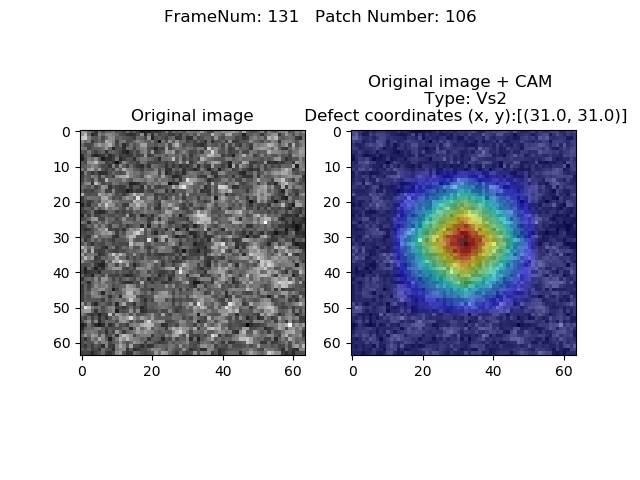 FrameNum: 131   Patch Number: 106
Original image
Original image + CAM
Type: Vs2
Defect coordinates (x, y):[(31.0, 31.0)]
0
10
20
30
40
50
60
0 20 40 60
0
10
20
30
40
50
60
0 20 40 60